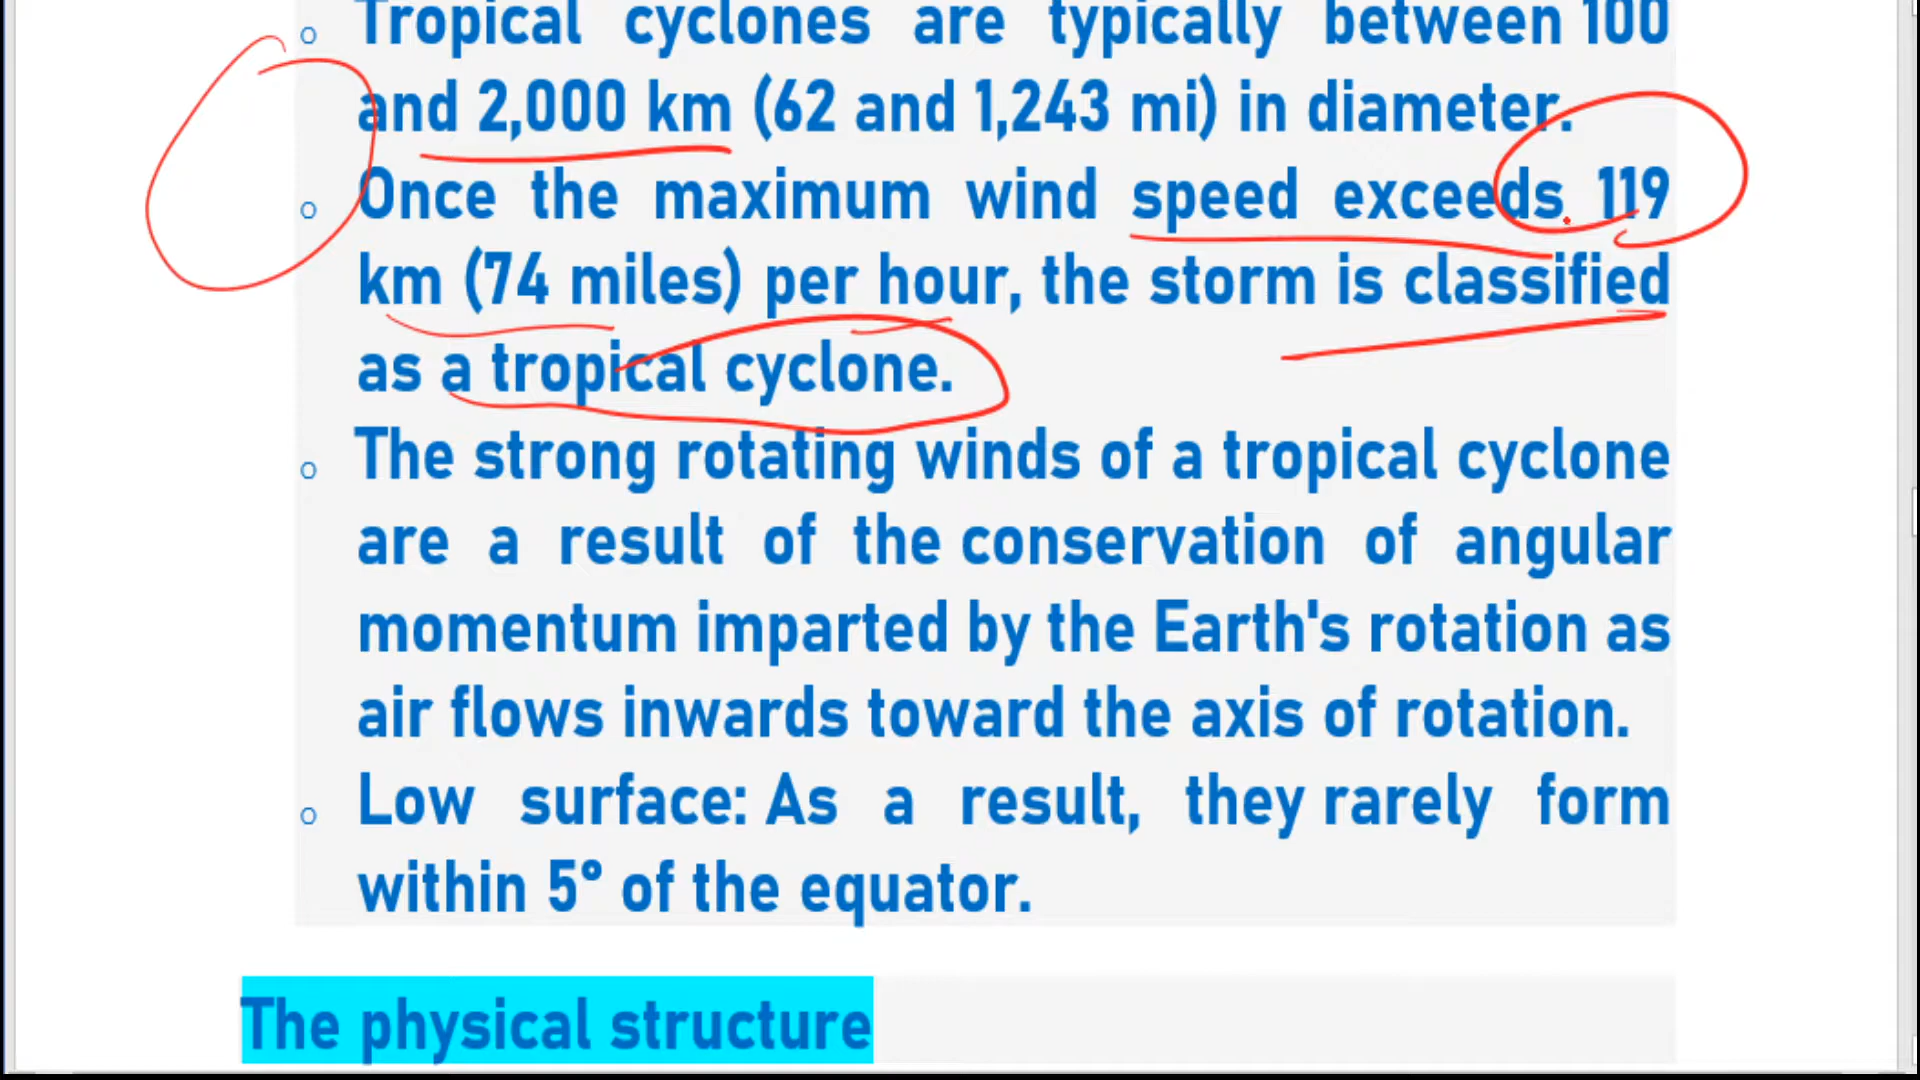 Tropical cyclones are typically between 100
and 2,000 km (62 and 1,243 mi) in diameter.
Once the maximum wind speed exceeds 119
km (74 miles) per hour, the storm is classified
as a tropical cyclone.
The strong rotating winds of a tropical cyclone
are a result of the conservation of angular
momentum imparted by the Earth's rotation as
air flows inwards toward the axis of rotation.
Low surface: As a result, they rarely form
within 5° of the equator.
The physical structure